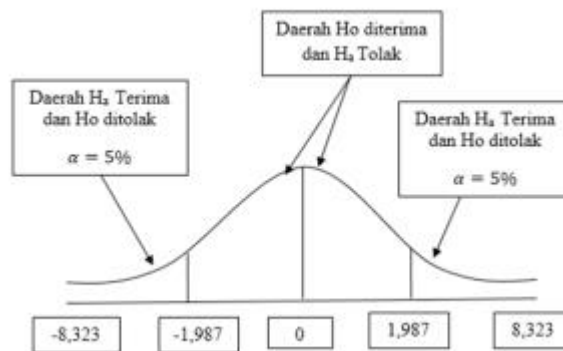 Daerah Ho diterima
dan Hₐ Tolak
Daerah Hₐ Terima
dan Ho ditolak
α = 5%
Daerah Hₐ Terima
dan Ho ditolak
α = 5%
-8,323
-1,987
0
1,987
8,323